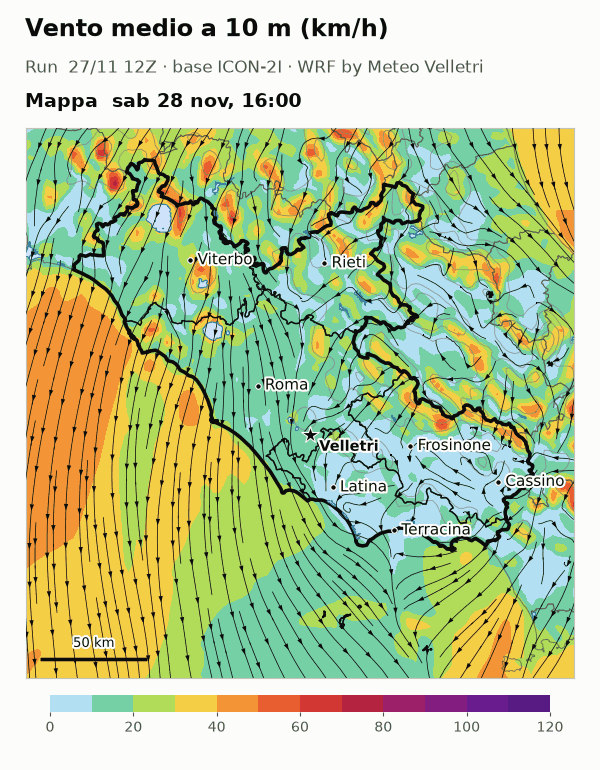 Vento medio a 10 m (km/h)
Run  27/11 12Z · base ICON-2I · WRF by Meteo Velletri
Mappa  sab 28 nov, 16:00
Viterbo
Rieti
Roma
Velletri
Frosinone
Latina
Cassino
Terracina
50 km
0 20 40 60 80 100 120